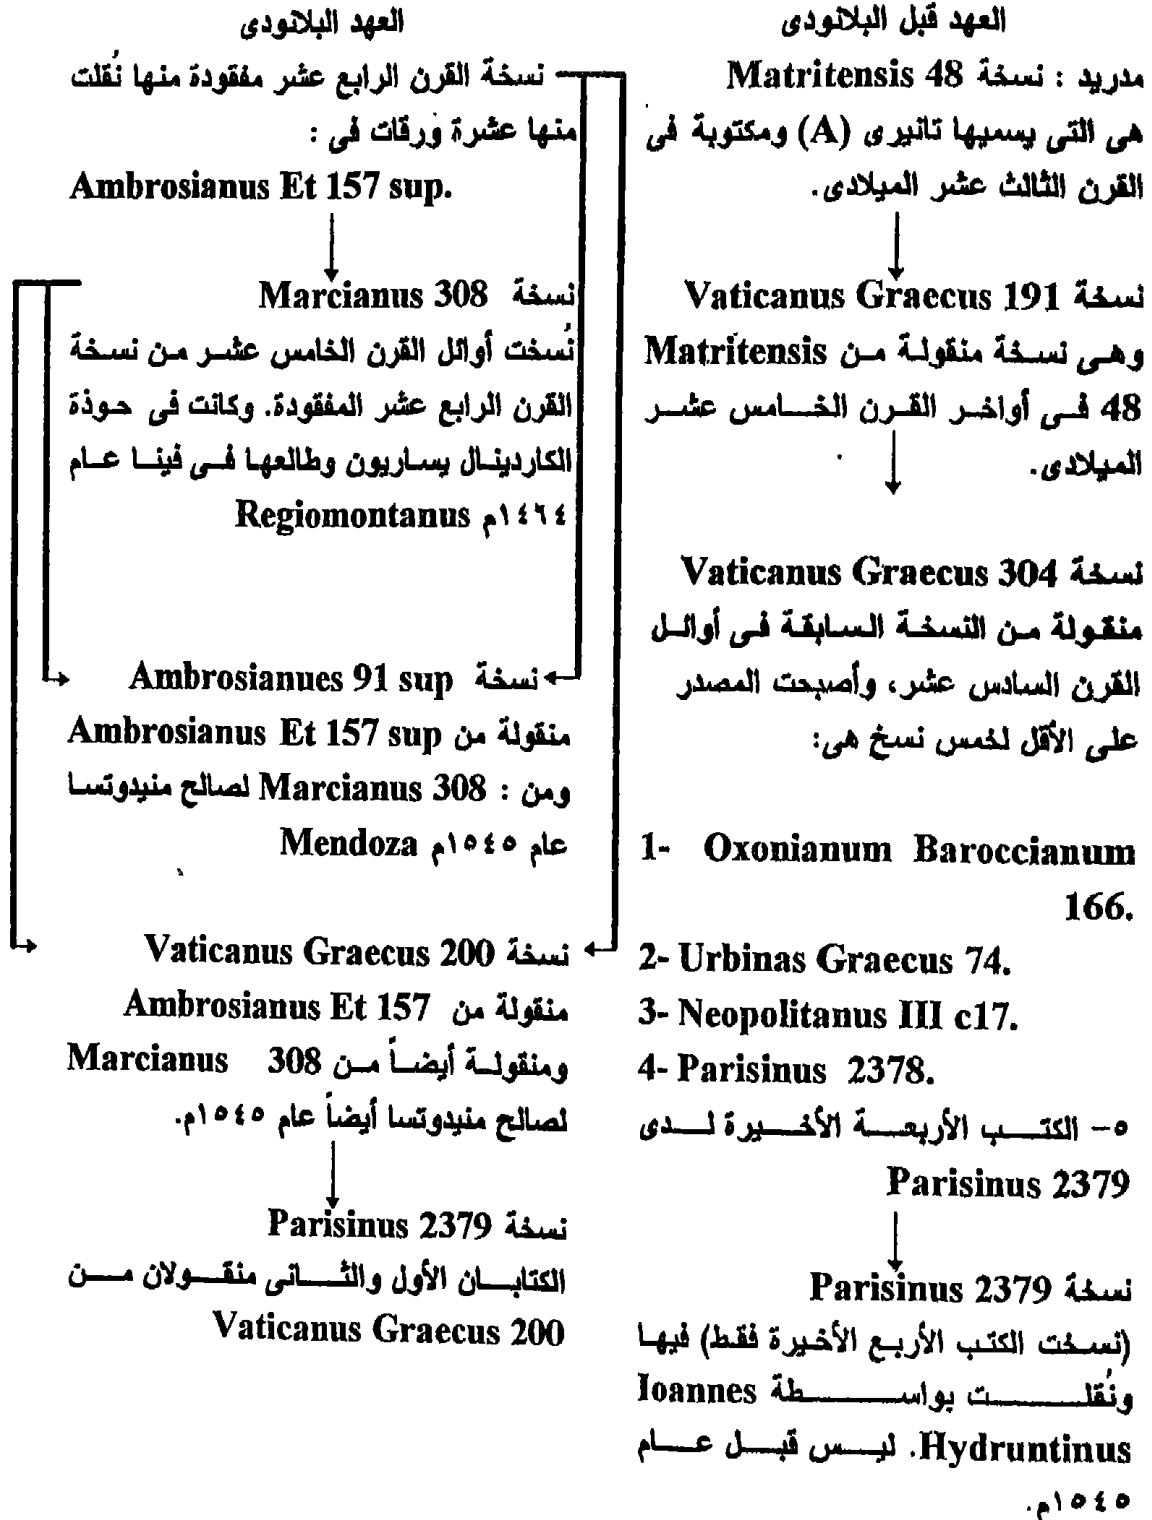 العهد قبل البلانودى
مدريد : نسخة Matritensis 48
هى التى يسميها تانيرى (A) ومكتوبة فى
القرن الثالث عشر الميلادى.
نسخة Vaticanus Graecus 191
وهى نسخة منقولة من Matritensis
48 فى أواخر القرن الخامس عشر
الميلادى.
نسخة Vaticanus Graecus 304
منقولة من النسخة السابقة فى أوائل
القرن السادس عشر، وأصبحت المصدر
على الأقل لخمس نسخ هى:
1- Oxonianum Baroccianum
166.
2- Urbinas Graecus 74.
3- Neopolitanus III c17.
4- Parisinus 2378.
٥- الكتب الأربعة الأخيرة لدى
Parisinus 2379
نسخة Parisinus 2379
(نسخت الكتب الأربع الأخيرة فقط) فيها
ونُقلت بواسطة Ioannes
Hydruntinus. ليس قبل عام
١٥٤٥م.
العهد البلانودى
نسخة القرن الرابع عشر مفقودة منها نُقلت
منها عشرة ورقات فى :
Ambrosianus Et 157 sup.
نسخة Marcianus 308
نُسخت أوائل القرن الخامس عشر من نسخة
القرن الرابع عشر المفقودة. وكانت فى حوذة
الكاردينال بساريون وطالعها فى فينا عام
١٤٦٤م Regiomontanus
نسخة Ambrosianues 91 sup
منقولة من Ambrosianus Et 157 sup
ومن : Marcianus 308 لصالح منيدوتسا
عام ١٥٤٥م Mendoza
نسخة Vaticanus Graecus 200
منقولة من Ambrosianus Et 157
ومنقولة أيضاً من Marcianus 308
لصالح منيدوتسا أيضاً عام ١٥٤٥م.
نسخة Parisinus 2379
الكتابان الأول والثانى منقولان من
Vaticanus Graecus 200